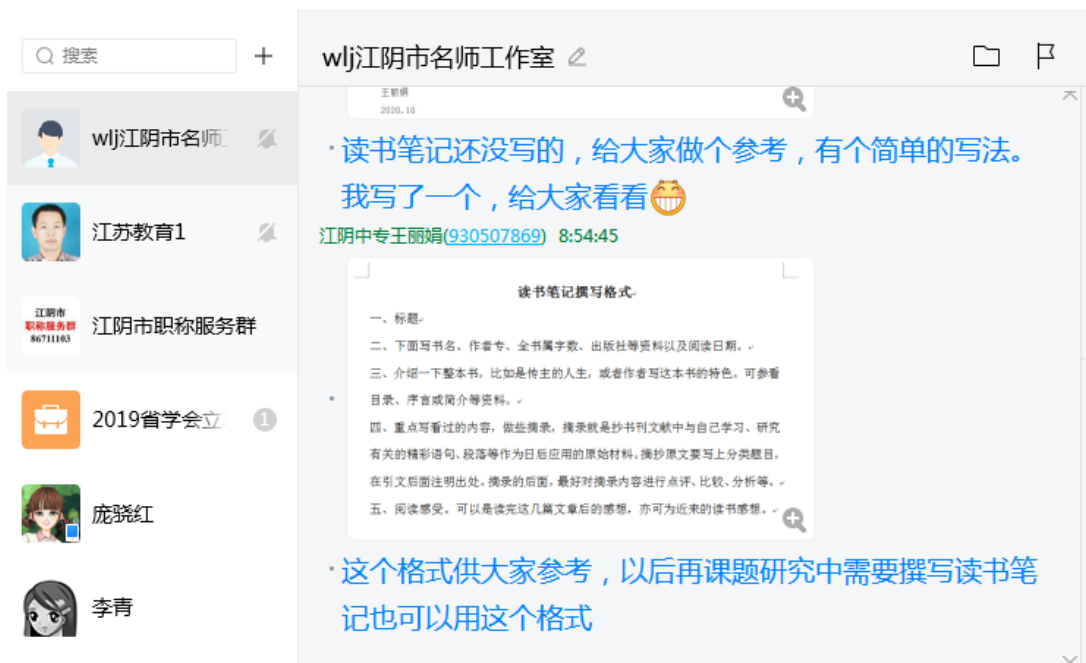 搜索
wlj江阴市名师
江苏教育1
江阴市
职称服务群
86711103
江阴市职称服务群
2019省学会立
1
庞骁红
李青
wlj江阴市名师工作室
王丽娟
2020.10
·读书笔记还没写的，给大家做个参考，有个简单的写法。
我写了一个，给大家看看
江阴中专王丽娟(930507869) 8:54:45
读书笔记撰写格式
一、标题
二、下面写书名、作者专、全书属字数、出版社等资料以及阅读日期。
三、介绍一下整本书，比如是传主的人生，或者作者写这本书的特色。可参看
目录、序言或简介等资料。
四、重点写看过的内容，做些摘录，摘录就是抄书刊文献中与自己学习、研究
有关的精彩语句、段落等作为日后应用的原始材料。摘抄原文要写上分类题目，
在引文后面注明出处。摘录的后面，最好对摘录内容进行点评、比较、分析等。
五、阅读感受。可以是读完这几篇文章后的感想，亦可为近来的读书感想。
·这个格式供大家参考，以后再课题研究中需要撰写读书笔
记也可以用这个格式